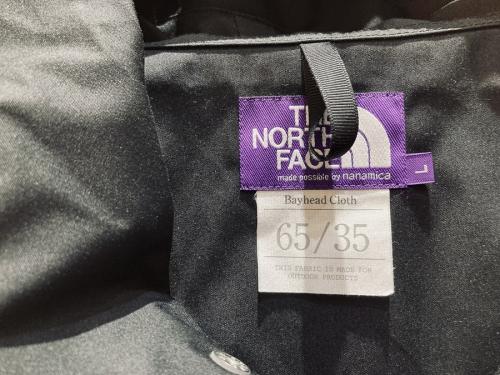 THE
NORTH
FACE
made possible by nanamica
L
Bayhead Cloth
65/35
THIS FABRIC IS MADE FOR
OUTDOOR PRODUCTS